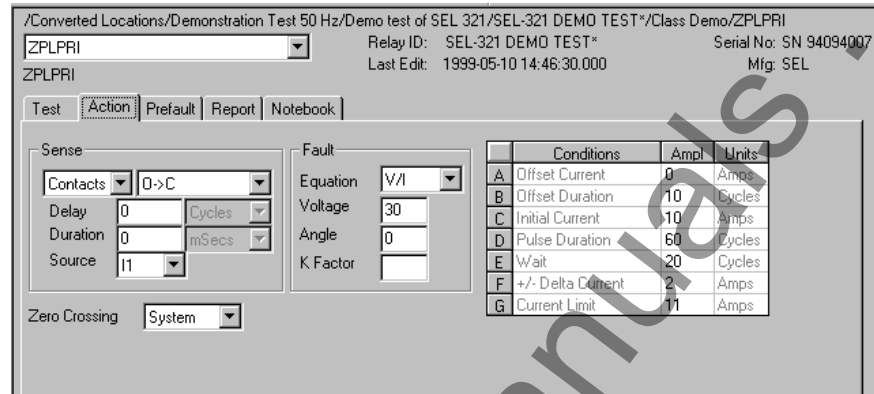 /Converted Locations/Demonstration Test 50 Hz/Demo test of SEL 321/SEL-321 DEMO TEST*/Class Demo/ZPLPRI
ZPLPRI
Relay ID: SEL-321 DEMO TEST* Serial No: SN 94094007
ZPLPRI
Last Edit: 1999-05-10 14:46:30.000 Mfg: SEL
Test Action Prefault Report Notebook
Sense
Contacts O->C
Delay 0 Cycles
Duration 0 mSecs
Source I1
Zero Crossing System
Fault
Equation V/I
Voltage 30
Angle 0
K Factor
Conditions Ampl Units
A Offset Current 0 Amps
B Offset Duration 10 Cycles
C Initial Current 10 Amps
D Pulse Duration 60 Cycles
E Wait 20 Cycles
F +/- Delta Current 2 Amps
G Current Limit 11 Amps
anuals